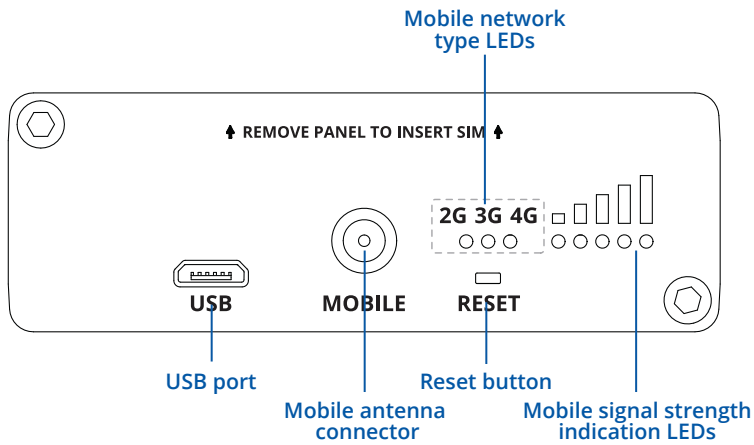 Mobile network
type LEDs
REMOVE PANEL TO INSERT SIM
2G 3G 4G
USB
MOBILE
RESET
USB port
Mobile antenna
connector
Reset button
Mobile signal strength
indication LEDs